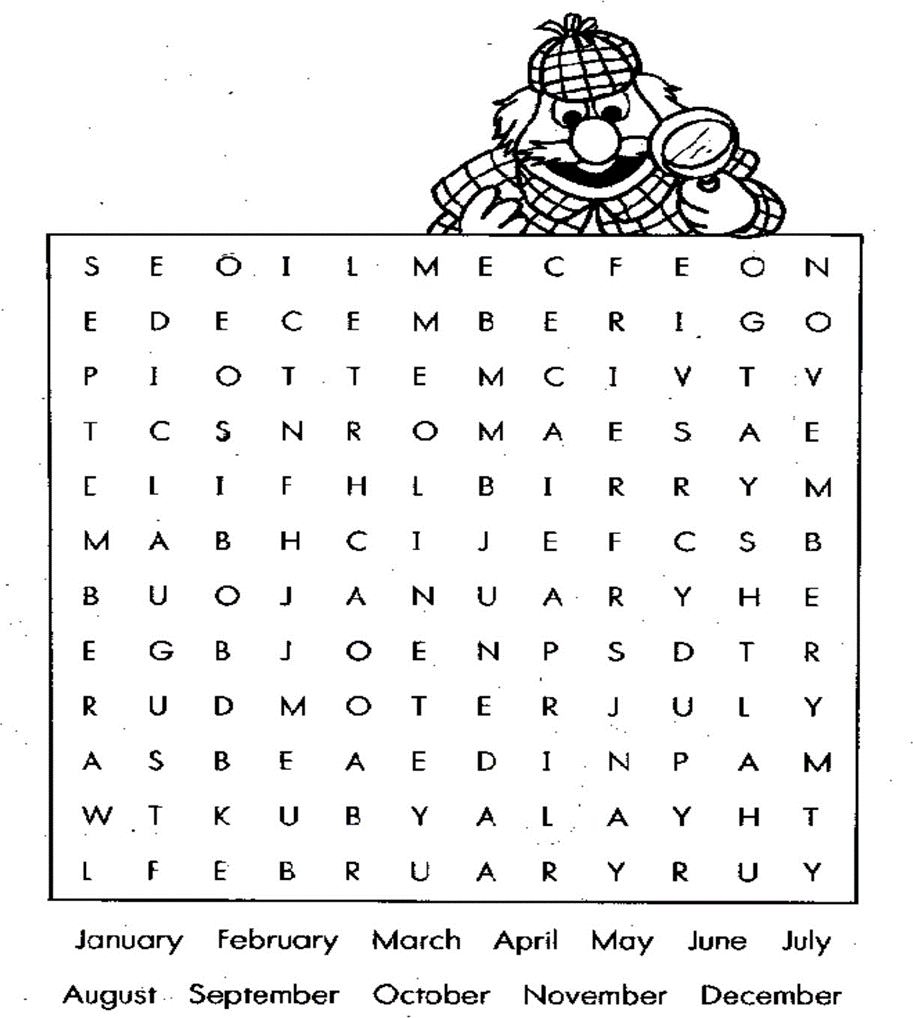 S E O I L M E C F E O N
E D E C E M B E R I G O
P I O T T E M C I V T V
T C S N R O M A E S A E
E L I F H L B I R R Y M
M A B H C I J E F C S B
B U O J A N U A R Y H E
E G B J O E N P S D T R
R U D M O T E R J U L Y
A S B E A E D I N P A M
W T K U B Y A L A Y H T
L F E B R U A R Y R U Y
January February March April May June July
August September October November December